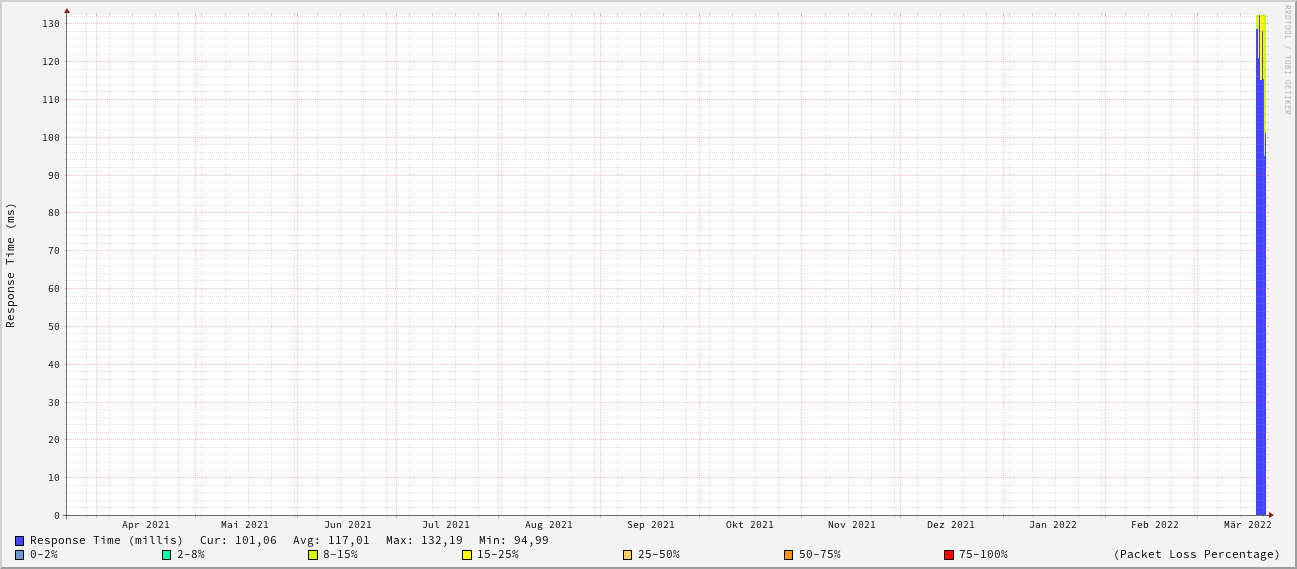 RRDTOOL / TOBI OETIKER
Response Time (ms)
130
120
110
100
90
80
70
60
50
40
30
20
10
0
Apr 2021 Mai 2021 Jun 2021 Jul 2021 Aug 2021 Sep 2021 Okt 2021 Nov 2021 Dez 2021 Jan 2022 Feb 2022 Mär 2022
Response Time (millis) Cur: 101,06 Avg: 117,01 Max: 132,19 Min: 94,99
0-2% 2-8% 8-15% 15-25% 25-50% 50-75% 75-100% (Packet Loss Percentage)